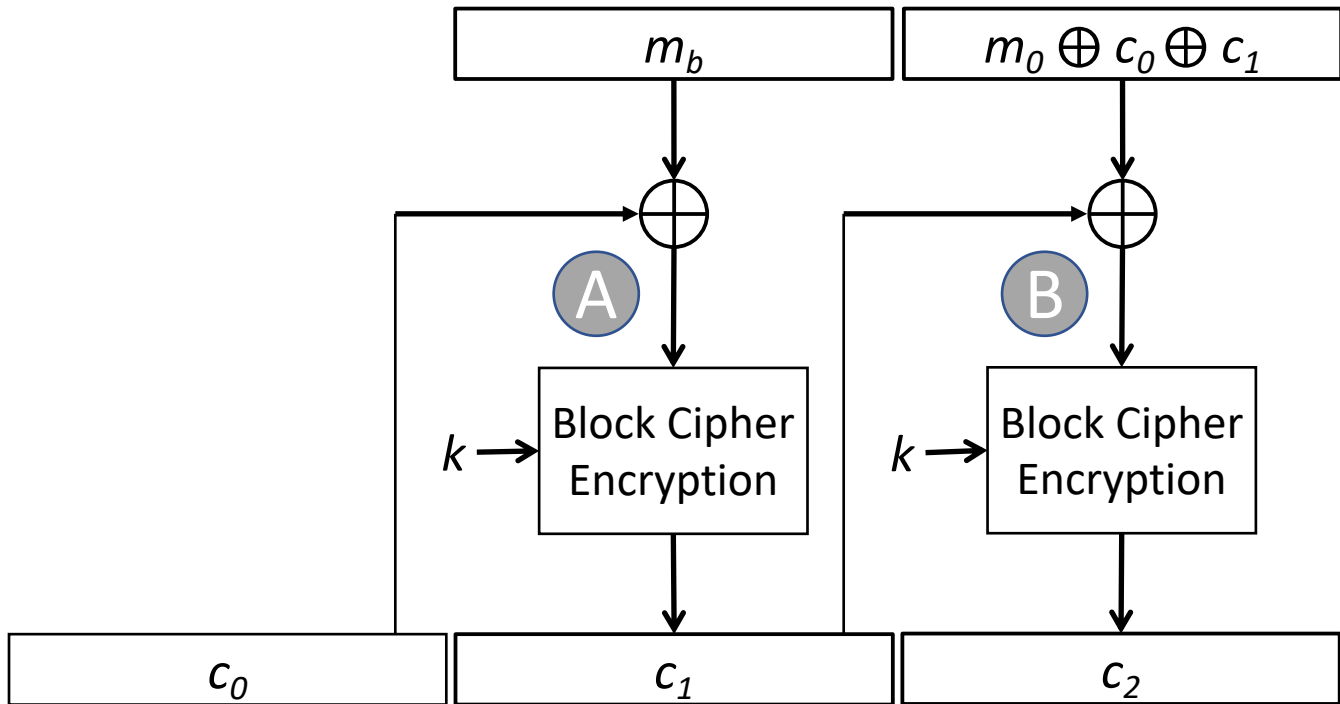 m_b
m_0 ⊕ c_0 ⊕ c_1
A
B
k
Block Cipher
Encryption
k
Block Cipher
Encryption
c_0
c_1
c_2